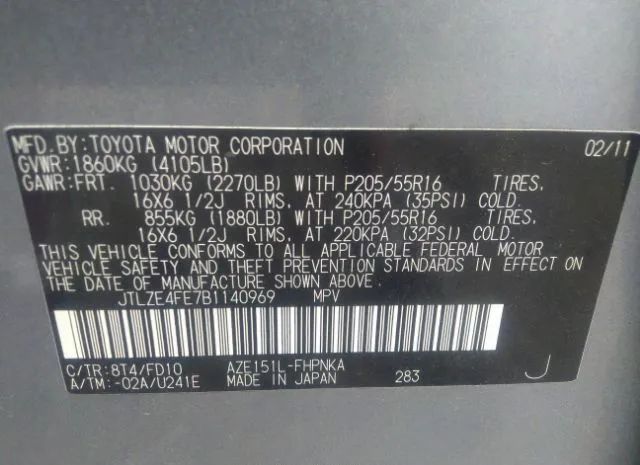 MFD.BY:TOYOTA MOTOR CORPORATION 02/11
GVWR:1860KG (4105LB)
GAWR:FRT. 1030KG (2270LB) WITH P205/55R16 TIRES,
16X6 1/2J RIMS, AT 240KPA (35PSI) COLD.
RR. 855KG (1880LB) WITH P205/55R16 TIRES,
16X6 1/2J RIMS, AT 220KPA (32PSI) COLD.
THIS VEHICLE CONFORMS TO ALL APPLICABLE FEDERAL MOTOR
VEHICLE SAFETY, BUMPER, AND THEFT PREVENTION STANDARDS IN EFFECT ON
THE DATE OF MANUFACTURE SHOWN ABOVE.
JTLZE4FE7B1140969 MPV
C/TR:8T4/FD10 AZE151L-FHPNKA
A/TM:-02A/U241E MADE IN JAPAN 283 J